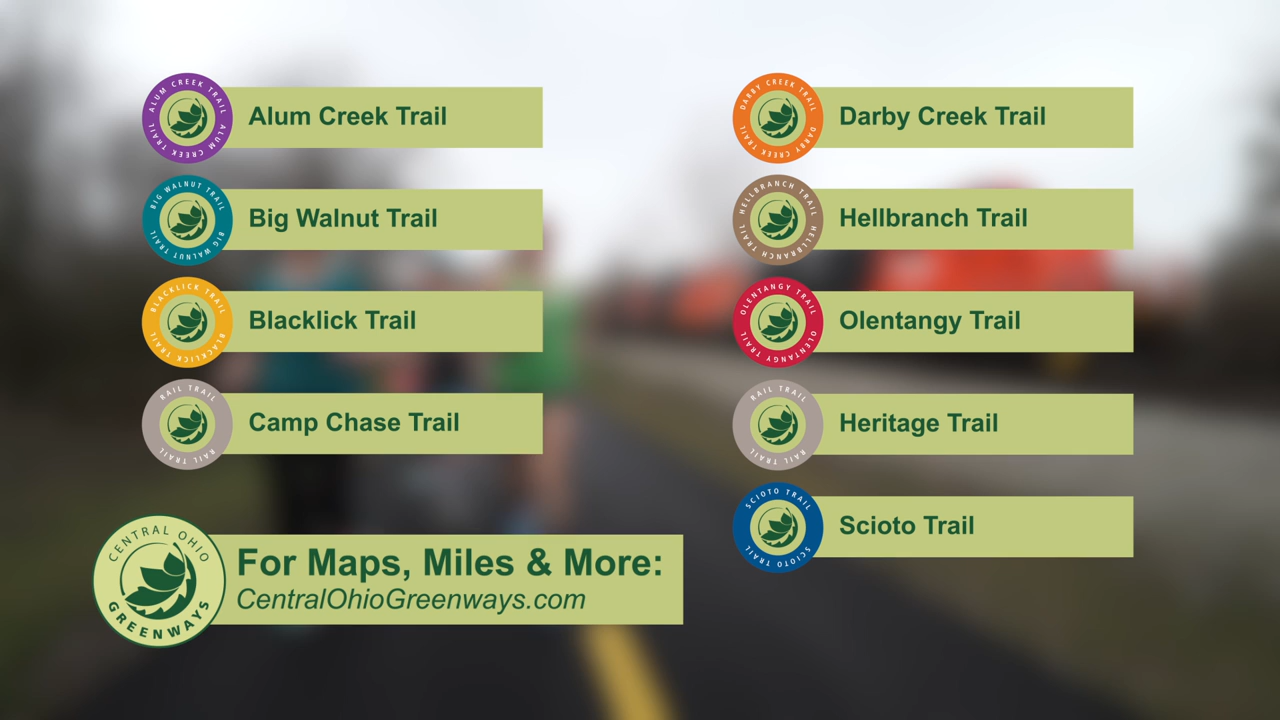 ALUM CREEK TRAIL ALUM CREEK TRAIL
Alum Creek Trail
BIG WALNUT TRAIL BIG WALNUT TRAIL
Big Walnut Trail
BLACKLICK TRAIL BLACKLICK TRAIL
Blacklick Trail
RAIL TRAIL RAIL TRAIL
Camp Chase Trail
DARBY CREEK TRAIL DARBY CREEK TRAIL
Darby Creek Trail
HELLBRANCH TRAIL HELLBRANCH TRAIL
Hellbranch Trail
OLENTANGY TRAIL OLENTANGY TRAIL
Olentangy Trail
RAIL TRAIL RAIL TRAIL
Heritage Trail
SCIOTO TRAIL SCIOTO TRAIL
Scioto Trail
CENTRAL OHIO
GREENWAYS
For Maps, Miles & More:
CentralOhioGreenways.com